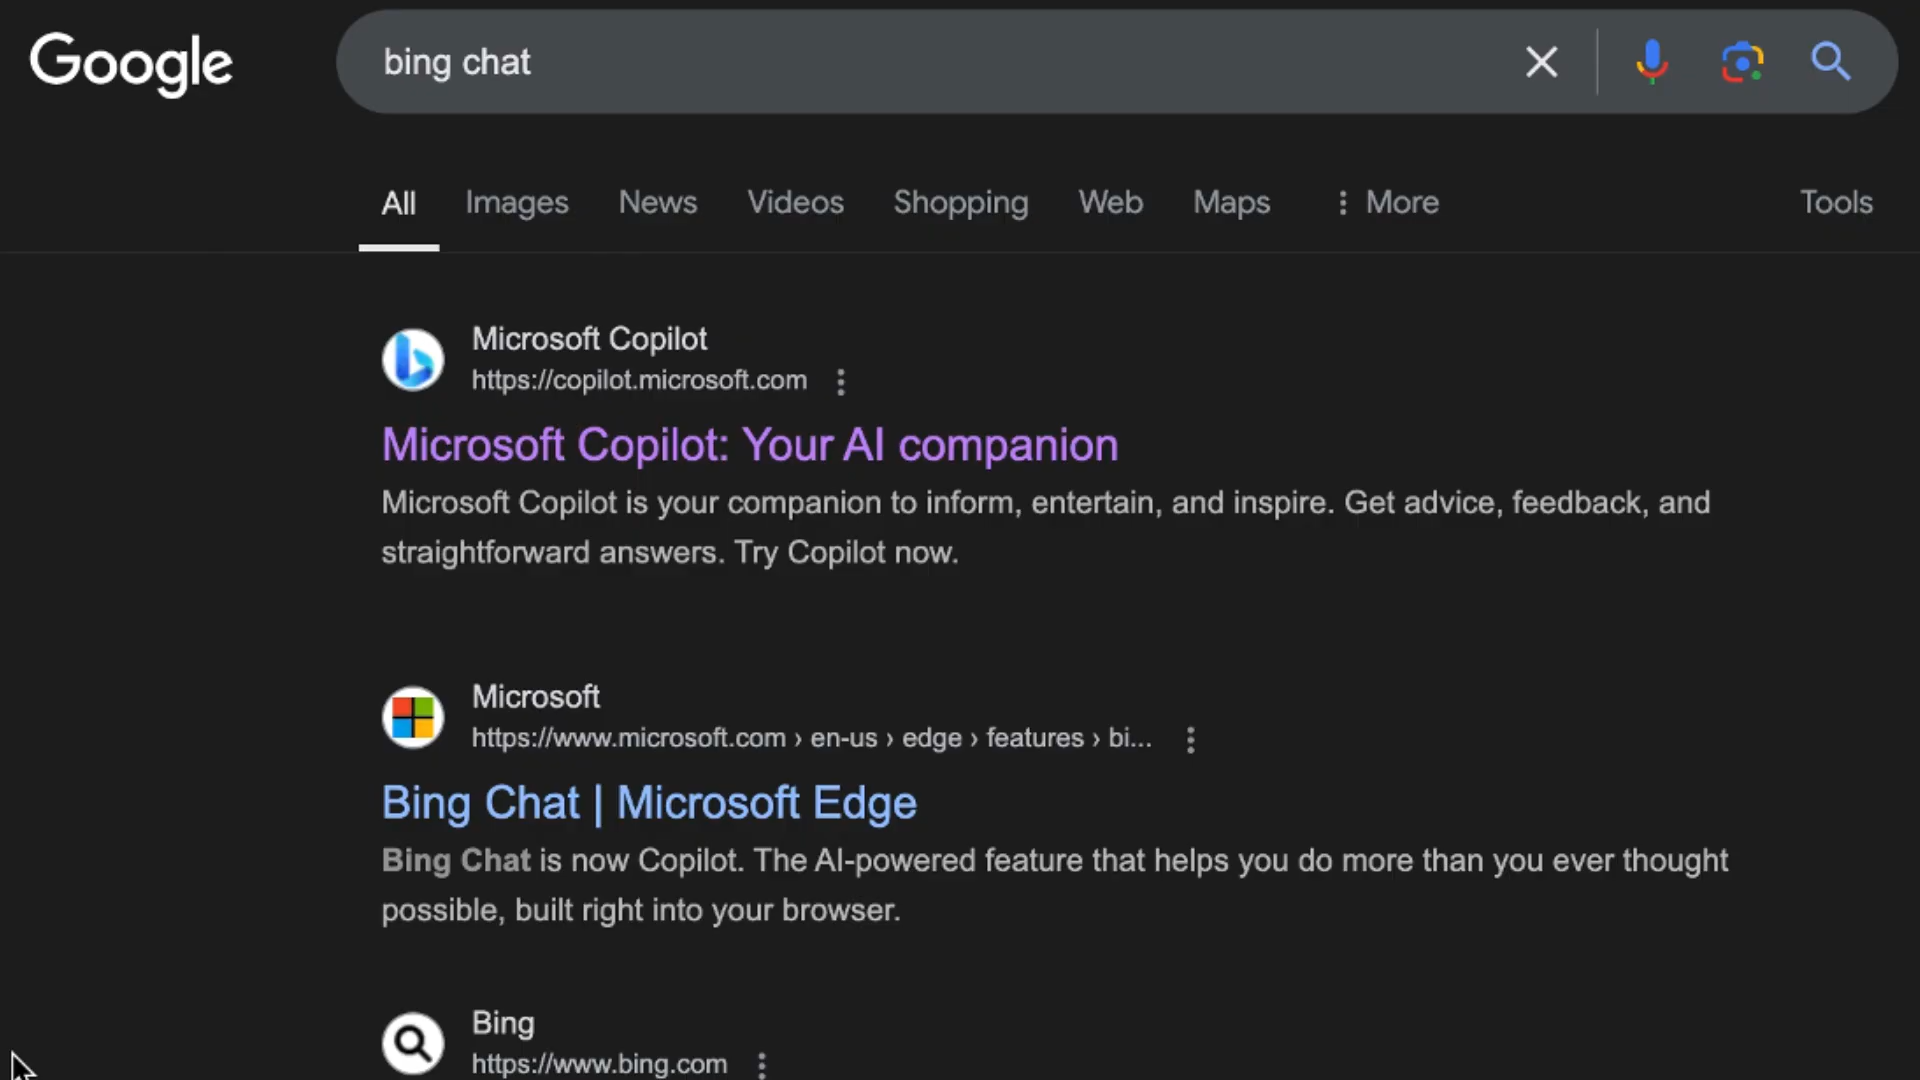 Google
bing chat
All Images News Videos Shopping Web Maps More Tools
Microsoft Copilot
https://copilot.microsoft.com
Microsoft Copilot: Your AI companion
Microsoft Copilot is your companion to inform, entertain, and inspire. Get advice, feedback, and
straightforward answers. Try Copilot now.
Microsoft
https://www.microsoft.com › en-us › edge › features › bi...
Bing Chat | Microsoft Edge
Bing Chat is now Copilot. The AI-powered feature that helps you do more than you ever thought
possible, built right into your browser.
Bing
https://www.bing.com